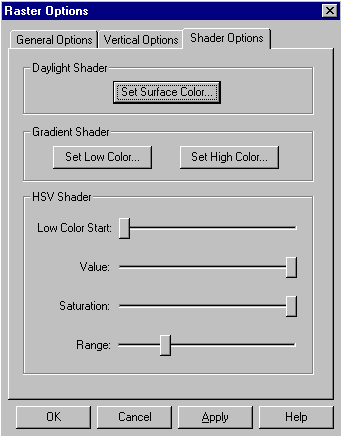 Raster Options
General Options Vertical Options Shader Options
Daylight Shader
Set Surface Color...
Gradient Shader
Set Low Color... Set High Color...
HSV Shader
Low Color Start:
Value:
Saturation:
Range:
OK Cancel Apply Help